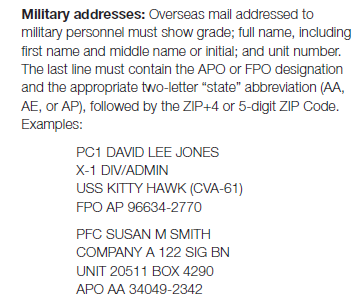 Military addresses: Overseas mail addressed to
military personnel must show grade; full name, including
first name and middle name or initial; and unit number.
The last line must contain the APO or FPO designation
and the appropriate two-letter “state” abbreviation (AA,
AE, or AP), followed by the ZIP+4 or 5-digit ZIP Code.
Examples:
PC1 DAVID LEE JONES
X-1 DIV/ADMIN
USS KITTY HAWK (CVA-61)
FPO AP 96634-2770
PFC SUSAN M SMITH
COMPANY A 122 SIG BN
UNIT 20511 BOX 4290
APO AA 34049-2342